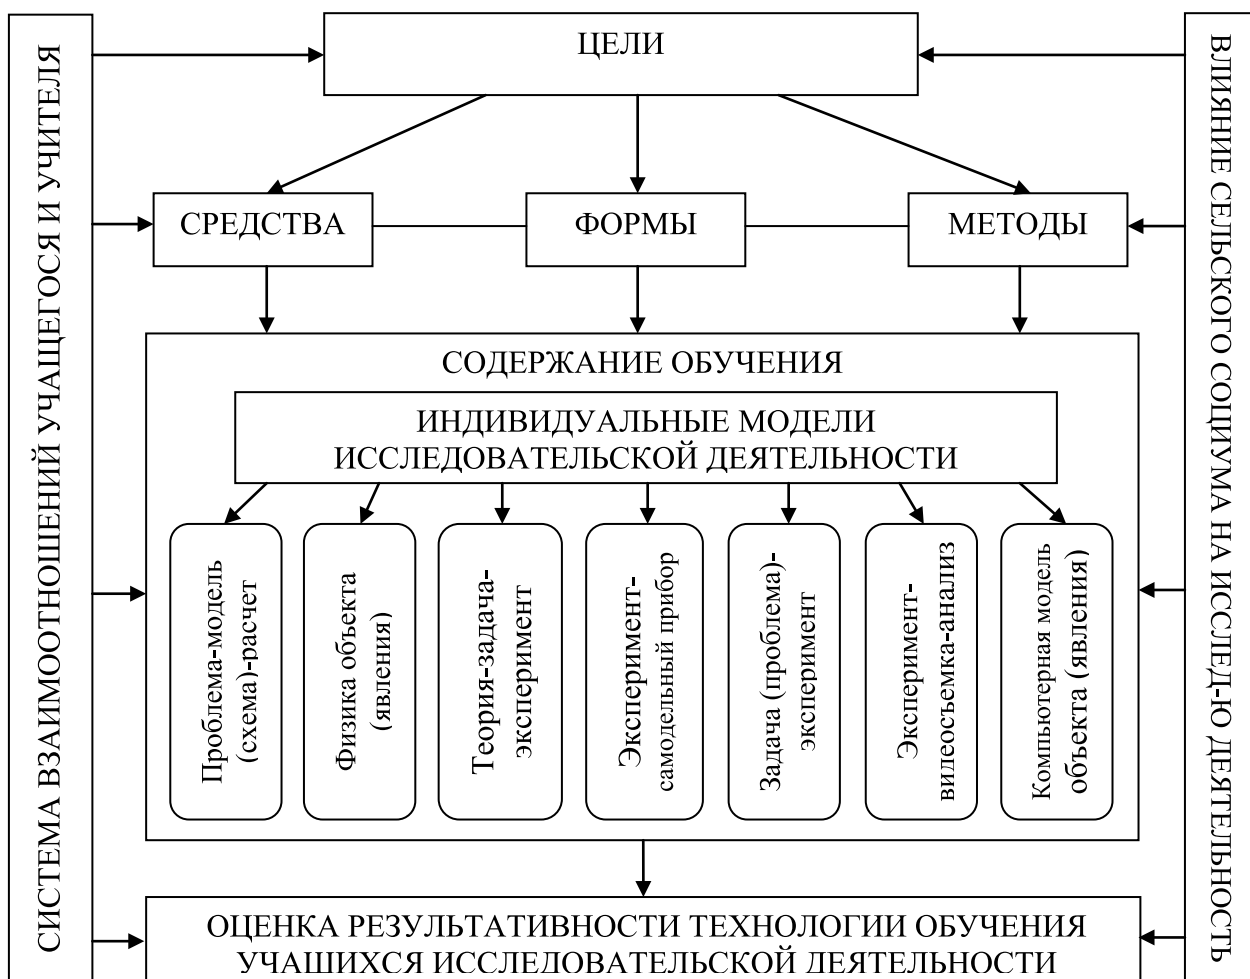 СИСТЕМА ВЗАИМООТНОШЕНИЙ УЧАЩЕГОСЯ И УЧИТЕЛЯ
ЦЕЛИ
ВЛИЯНИЕ СЕЛЬСКОГО СОЦИУМА НА ИССЛЕД-Ю ДЕЯТЕЛЬНОСТЬ
СРЕДСТВА
ФОРМЫ
МЕТОДЫ
СОДЕРЖАНИЕ ОБУЧЕНИЯ
ИНДИВИДУАЛЬНЫЕ МОДЕЛИ
ИССЛЕДОВАТЕЛЬСКОЙ ДЕЯТЕЛЬНОСТИ
Проблема-модель
(схема)-расчет
Физика объекта
(явления)
Теория-задача-
эксперимент
Эксперимент-
самодельный прибор
Задача (проблема)-
эксперимент
Эксперимент-
видеосъемка-анализ
Компьютерная модель
объекта (явления)
ОЦЕНКА РЕЗУЛЬТАТИВНОСТИ ТЕХНОЛОГИИ ОБУЧЕНИЯ
УЧАШИХСЯ ИССЛЕДОВАТЕЛЬСКОЙ ДЕЯТЕЛЬНОСТИ